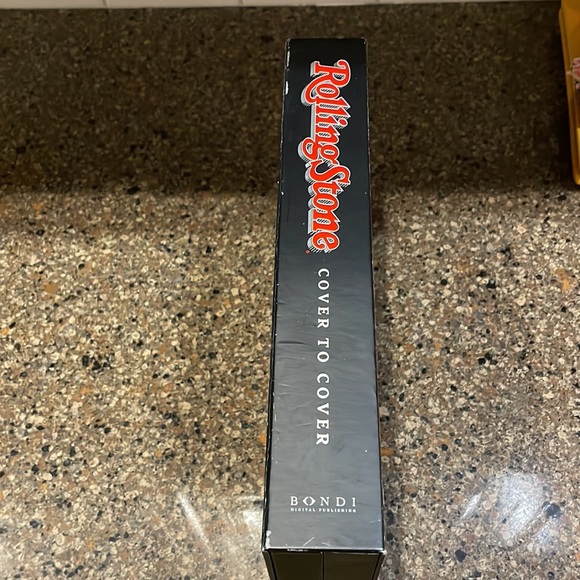 RollingStone
COVER TO COVER
BONDI
DIGITAL PUBLISHING